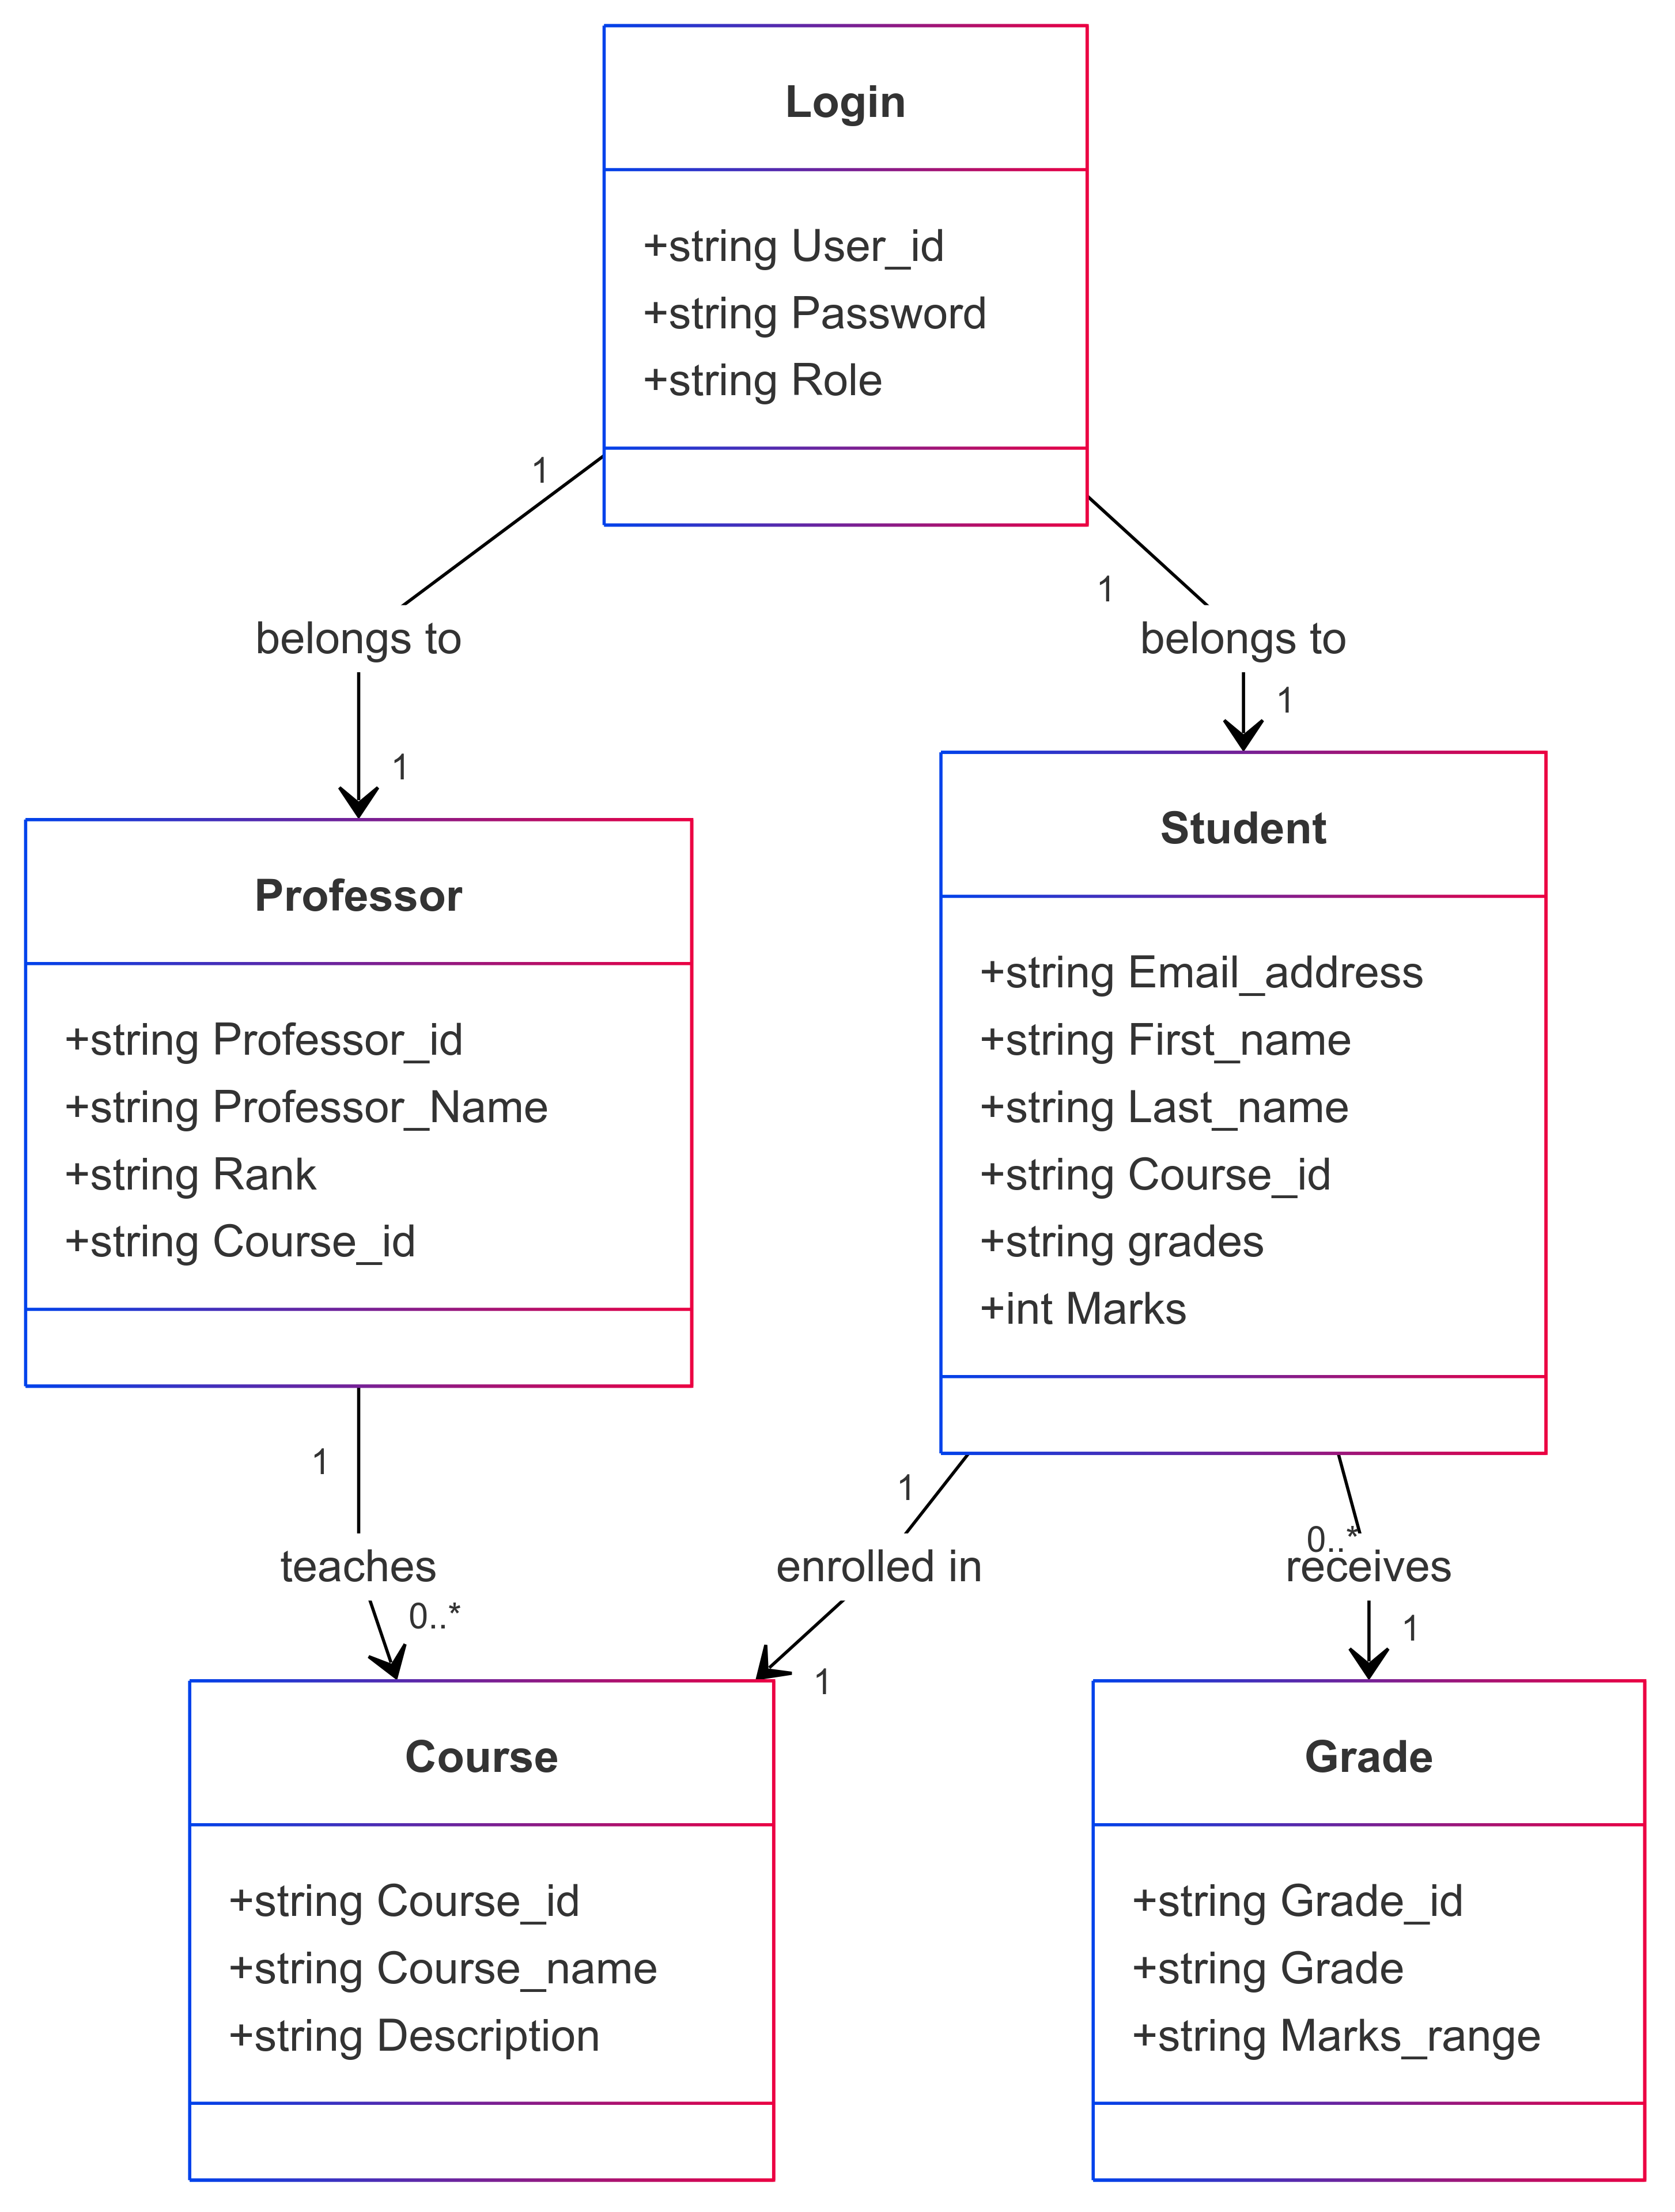 Login
+string User_id
+string Password
+string Role
1
1
belongs to
belongs to
1
1
Professor
+string Professor_id
+string Professor_Name
+string Rank
+string Course_id
Student
+string Email_address
+string First_name
+string Last_name
+string Course_id
+string grades
+int Marks
1
1
0..*
teaches
enrolled in
receives
0..*
1
1
Course
+string Course_id
+string Course_name
+string Description
Grade
+string Grade_id
+string Grade
+string Marks_range